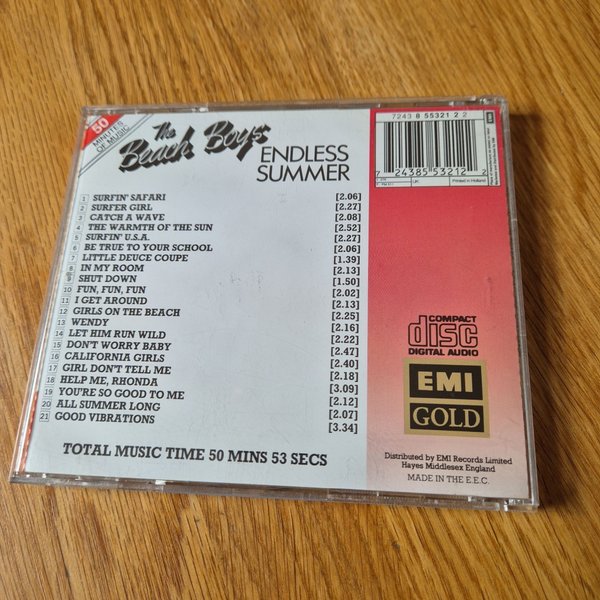 50
MINUTES
OF MUSIC
The
Beach Boys
ENDLESS
SUMMER
1 SURFIN' SAFARI [2.06]
2 SURFER GIRL [2.27]
3 CATCH A WAVE [2.08]
4 THE WARMTH OF THE SUN [2.52]
5 SURFIN' U.S.A. [2.27]
6 BE TRUE TO YOUR SCHOOL [2.06]
7 LITTLE DEUCE COUPE [1.39]
8 IN MY ROOM [2.13]
9 SHUT DOWN [1.50]
10 FUN, FUN, FUN [2.02]
11 I GET AROUND [2.13]
12 GIRLS ON THE BEACH [2.25]
13 WENDY [2.16]
14 LET HIM RUN WILD [2.22]
15 DON'T WORRY BABY [2.47]
16 CALIFORNIA GIRLS [2.40]
17 GIRL DON'T TELL ME [2.18]
18 HELP ME, RHONDA [3.09]
19 YOU'RE SO GOOD TO ME [2.12]
20 ALL SUMMER LONG [2.07]
21 GOOD VIBRATIONS [3.34]
TOTAL MUSIC TIME 50 MINS 53 SECS
7243 8 55321 2 2
7 24385 53212 2
UK
Printed in Holland
COMPACT
disc
DIGITAL AUDIO
EMI
GOLD
Distributed by EMI Records Limited
Hayes Middlesex England
MADE IN THE E.E.C.